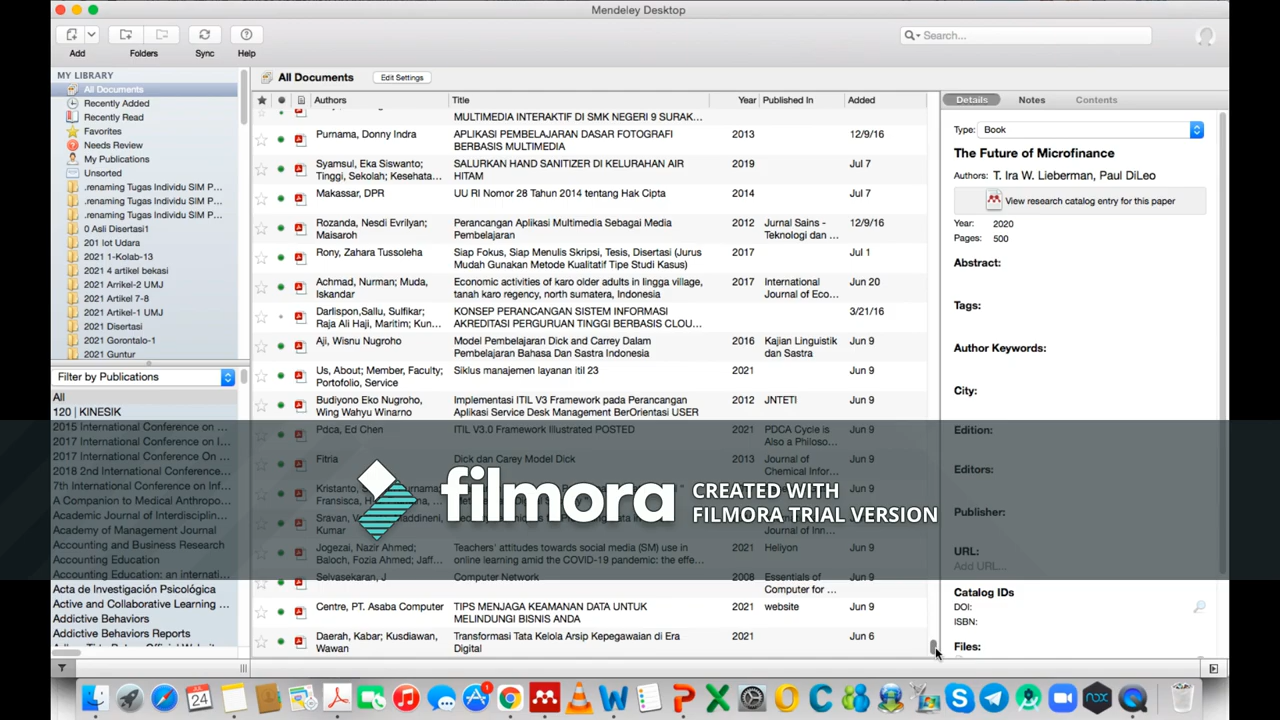 Mendeley Desktop
Add
Folders
Sync
Help
Search...
MY LIBRARY
All Documents
Recently Added
Recently Read
Favorites
Needs Review
My Publications
Unsorted
.renaming Tugas Individu SIM P...
.renaming Tugas Individu SIM P...
.renaming Tugas Individu SIM P...
0 Asli Disertasi1
201 Iot Udara
2021 1-Kolab-13
2021 4 artikel bekasi
2021 Artikel-2 UMJ
2021 Artikel 7-8
2021 Artikel-1 UMJ
2021 Disertasi
2021 Gorontalo-1
2021 Guntur
Filter by Publications
All
120 | KINESIK
2015 International Conference on ...
2017 International Conference on I...
2017 International Conference On ...
2018 2nd International Conference...
7th International Conference on Inf...
A Companion to Medical Anthropo...
Academic Journal of Interdisciplin...
Academy of Management Journal
Accounting and Business Research
Accounting Education
Accounting Education: an internati...
Acta de Investigación Psicológica
Active and Collaborative Learning ...
Addictive Behaviors
Addictive Behaviors Reports
All Documents
Edit Settings
Authors Title Year Published In Added
MULTIMEDIA INTERAKTIF DI SMK NEGERI 9 SURAK...
Purnama, Donny Indra APLIKASI PEMBELAJARAN DASAR FOTOGRAFI 2013 12/9/16
BERBASIS MULTIMEDIA
Syamsul, Eka Siswanto; SALURKAN HAND SANITIZER DI KELURAHAN AIR 2019 Jul 7
Tinggi, Sekolah; Kesehata... HITAM
Makassar, DPR UU RI Nomor 28 Tahun 2014 tentang Hak Cipta 2014 Jul 7
Rozanda, Nesdi Evrilyan; Perancangan Aplikasi Multimedia Sebagai Media 2012 Jurnal Sains - 12/9/16
Maisaroh Pembelajaran Teknologi dan ...
Rony, Zahara Tussoleha Siap Fokus, Siap Menulis Skripsi, Tesis, Disertasi (Jurus 2017 Jul 1
Mudah Gunakan Metode Kualitatif Tipe Studi Kasus)
Achmad, Nurman; Muda, Economic activities of karo older adults in lingga village, 2017 International Jun 20
Iskandar tanah karo regency, north sumatera, Indonesia Journal of Eco...
Darlispon,Sallu, Sulfikar; KONSEP PERANCANGAN SISTEM INFORMASI 3/21/16
Raja Ali Haji, Maritim; Kun... AKREDITASI PERGURUAN TINGGI BERBASIS CLOU...
Aji, Wisnu Nugroho Model Pembelajaran Dick and Carrey Dalam 2016 Kajian Linguistik Jun 9
Pembelajaran Bahasa Dan Sastra Indonesia dan Sastra
Us, About; Member, Faculty; Siklus manajemen layanan itil 23 2021 Jun 9
Portofolio, Service
Budiyono Eko Nugroho, Implementasi ITIL V3 Framework pada Perancangan 2012 JNTETI Jun 9
Wing Wahyu Winarno Aplikasi Service Desk Management BerOrientasi USER
Pdca, Ed Chen ITIL V3.0 Framework Illustrated POSTED 2021 PDCA Cycle is Jun 9
Also a Philoso...
Fitria Dick dan Carey Model Dick 2013 Journal of Jun 9
Chemical Infor...
Kristanto, Jun 9
Fransisca,
Sravan, Jun 9
Kumar Journal of Inn...
Jogezai, Nazir Ahmed; Teachers' attitudes towards social media (SM) use in 2021 Heliyon Jun 9
Baloch, Fozia Ahmed; Jaff... online learning amid the COVID-19 pandemic: the effe...
Selvasekaran, J Computer Network 2008 Essentials of Jun 9
Computer for ...
Centre, PT. Asaba Computer TIPS MENJAGA KEAMANAN DATA UNTUK 2021 website Jun 9
MELINDUNGI BISNIS ANDA
Daerah, Kabar; Kusdiawan, Transformasi Tata Kelola Arsip Kepegawaian di Era 2021 Jun 6
Wawan Digital
Details Notes Contents
Type: Book
The Future of Microfinance
Authors: T. Ira W. Lieberman, Paul DiLeo
View research catalog entry for this paper
Year: 2020
Pages: 500
Abstract:
Tags:
Author Keywords:
City:
Edition:
Editors:
Publisher:
URL:
Add URL...
Catalog IDs
DOI:
ISBN:
Files:
filmora
CREATED WITH
FILMORA TRIAL VERSION
24
1
nox